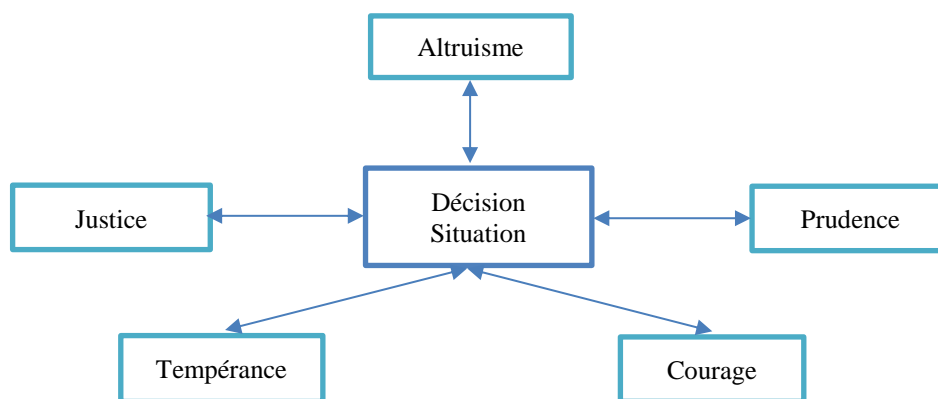 Altruisme
Justice
Décision
Situation
Prudence
Tempérance
Courage